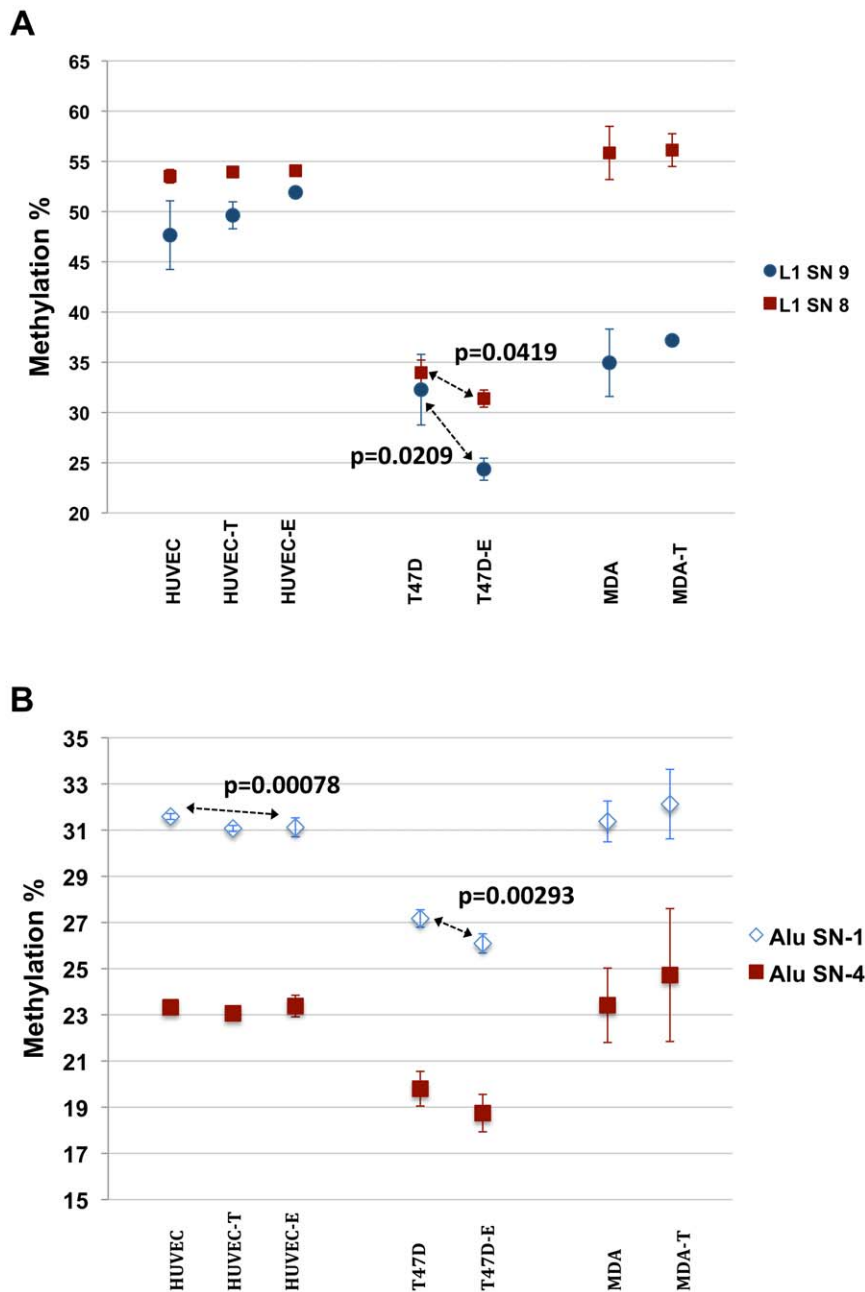 A
65
60
55
50
45
40
35
30
25
20
Methylation %
p=0.0419
p=0.0209
L1 SN 9
L1 SN 8
HUVEC
HUVEC-T
HUVEC-E
T47D
T47D-E
MDA
MDA-T
B
35
33
31
29
27
25
23
21
19
17
15
Methylation %
p=0.00078
p=0.00293
Alu SN-1
Alu SN-4
HUVEC
HUVEC-T
HUVEC-E
T47D
T47D-E
MDA
MDA-T